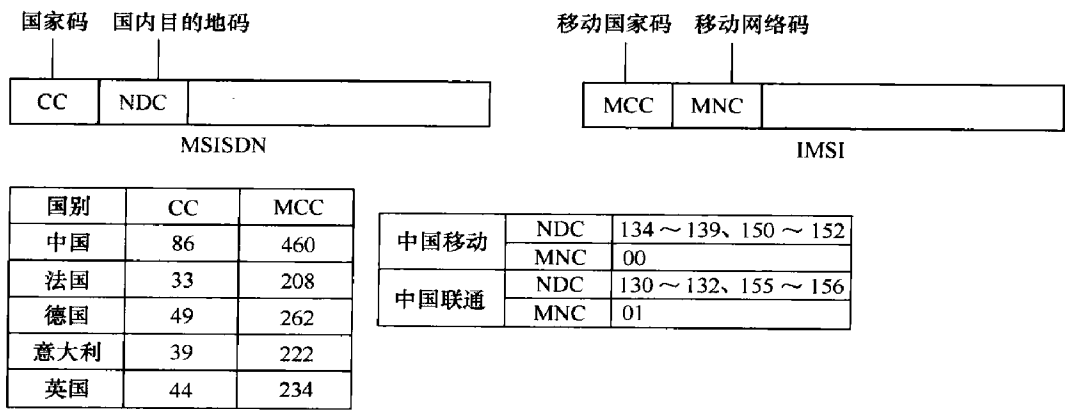 国家码 国内目的地码 移动国家码 移动网络码
CC NDC MCC MNC
MSISDN IMSI
国别 CC MCC
中国 86 460
法国 33 208
德国 49 262
意大利 39 222
英国 44 234
中国移动 NDC 134～139、150～152
MNC 00
中国联通 NDC 130～132、155～156
MNC 01